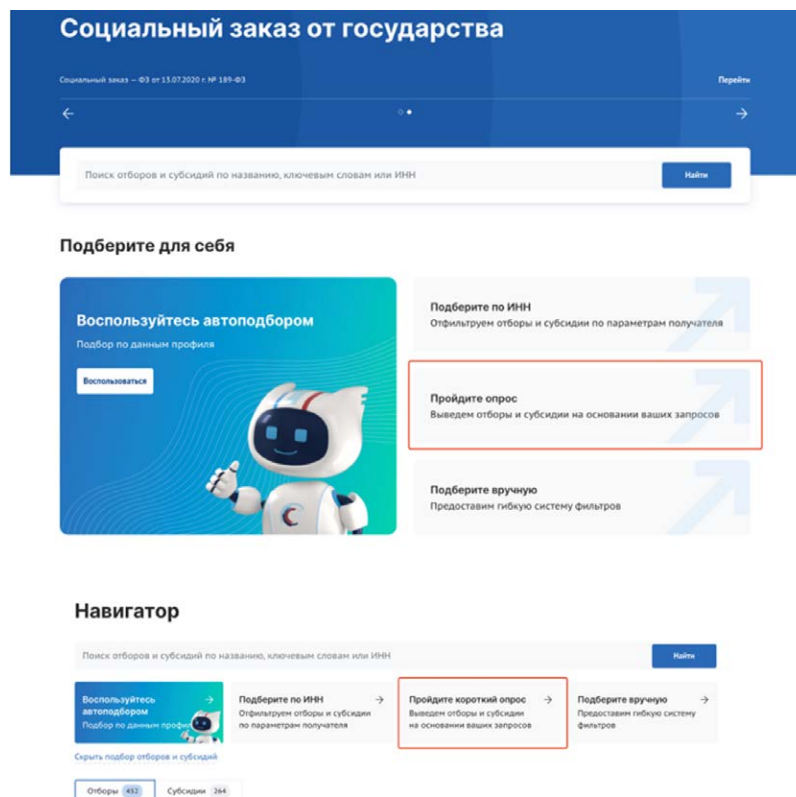 Социальный заказ от государства
Социальный заказ – ФЗ от 13.07.2020 г. № 189-ФЗ
Перейти
Поиск отборов и субсидий по названию, ключевым словам или ИНН
Найти
Подберите для себя
Воспользуйтесь автоподбором
Подбор по данным профиля
Воспользоваться
Подберите по ИНН
Отфильтруем отборы и субсидии по параметрам получателя
Пройдите опрос
Выведем отборы и субсидии на основании ваших запросов
Подберите вручную
Предоставим гибкую систему фильтров
Навигатор
Поиск отборов и субсидий по названию, ключевым словам или ИНН
Найти
Воспользуйтесь
автоподбором
Подбор по данным
Подберите по ИНН
Отфильтруем отборы и субсидии
по параметрам получателя
Пройдите короткий опрос
Выведем отборы и субсидии
на основании ваших запросов
Подберите вручную
Предоставим гибкую систему
фильтров
Скрыть подбор отборов и субсидий
Отборы 452
Субсидии 264